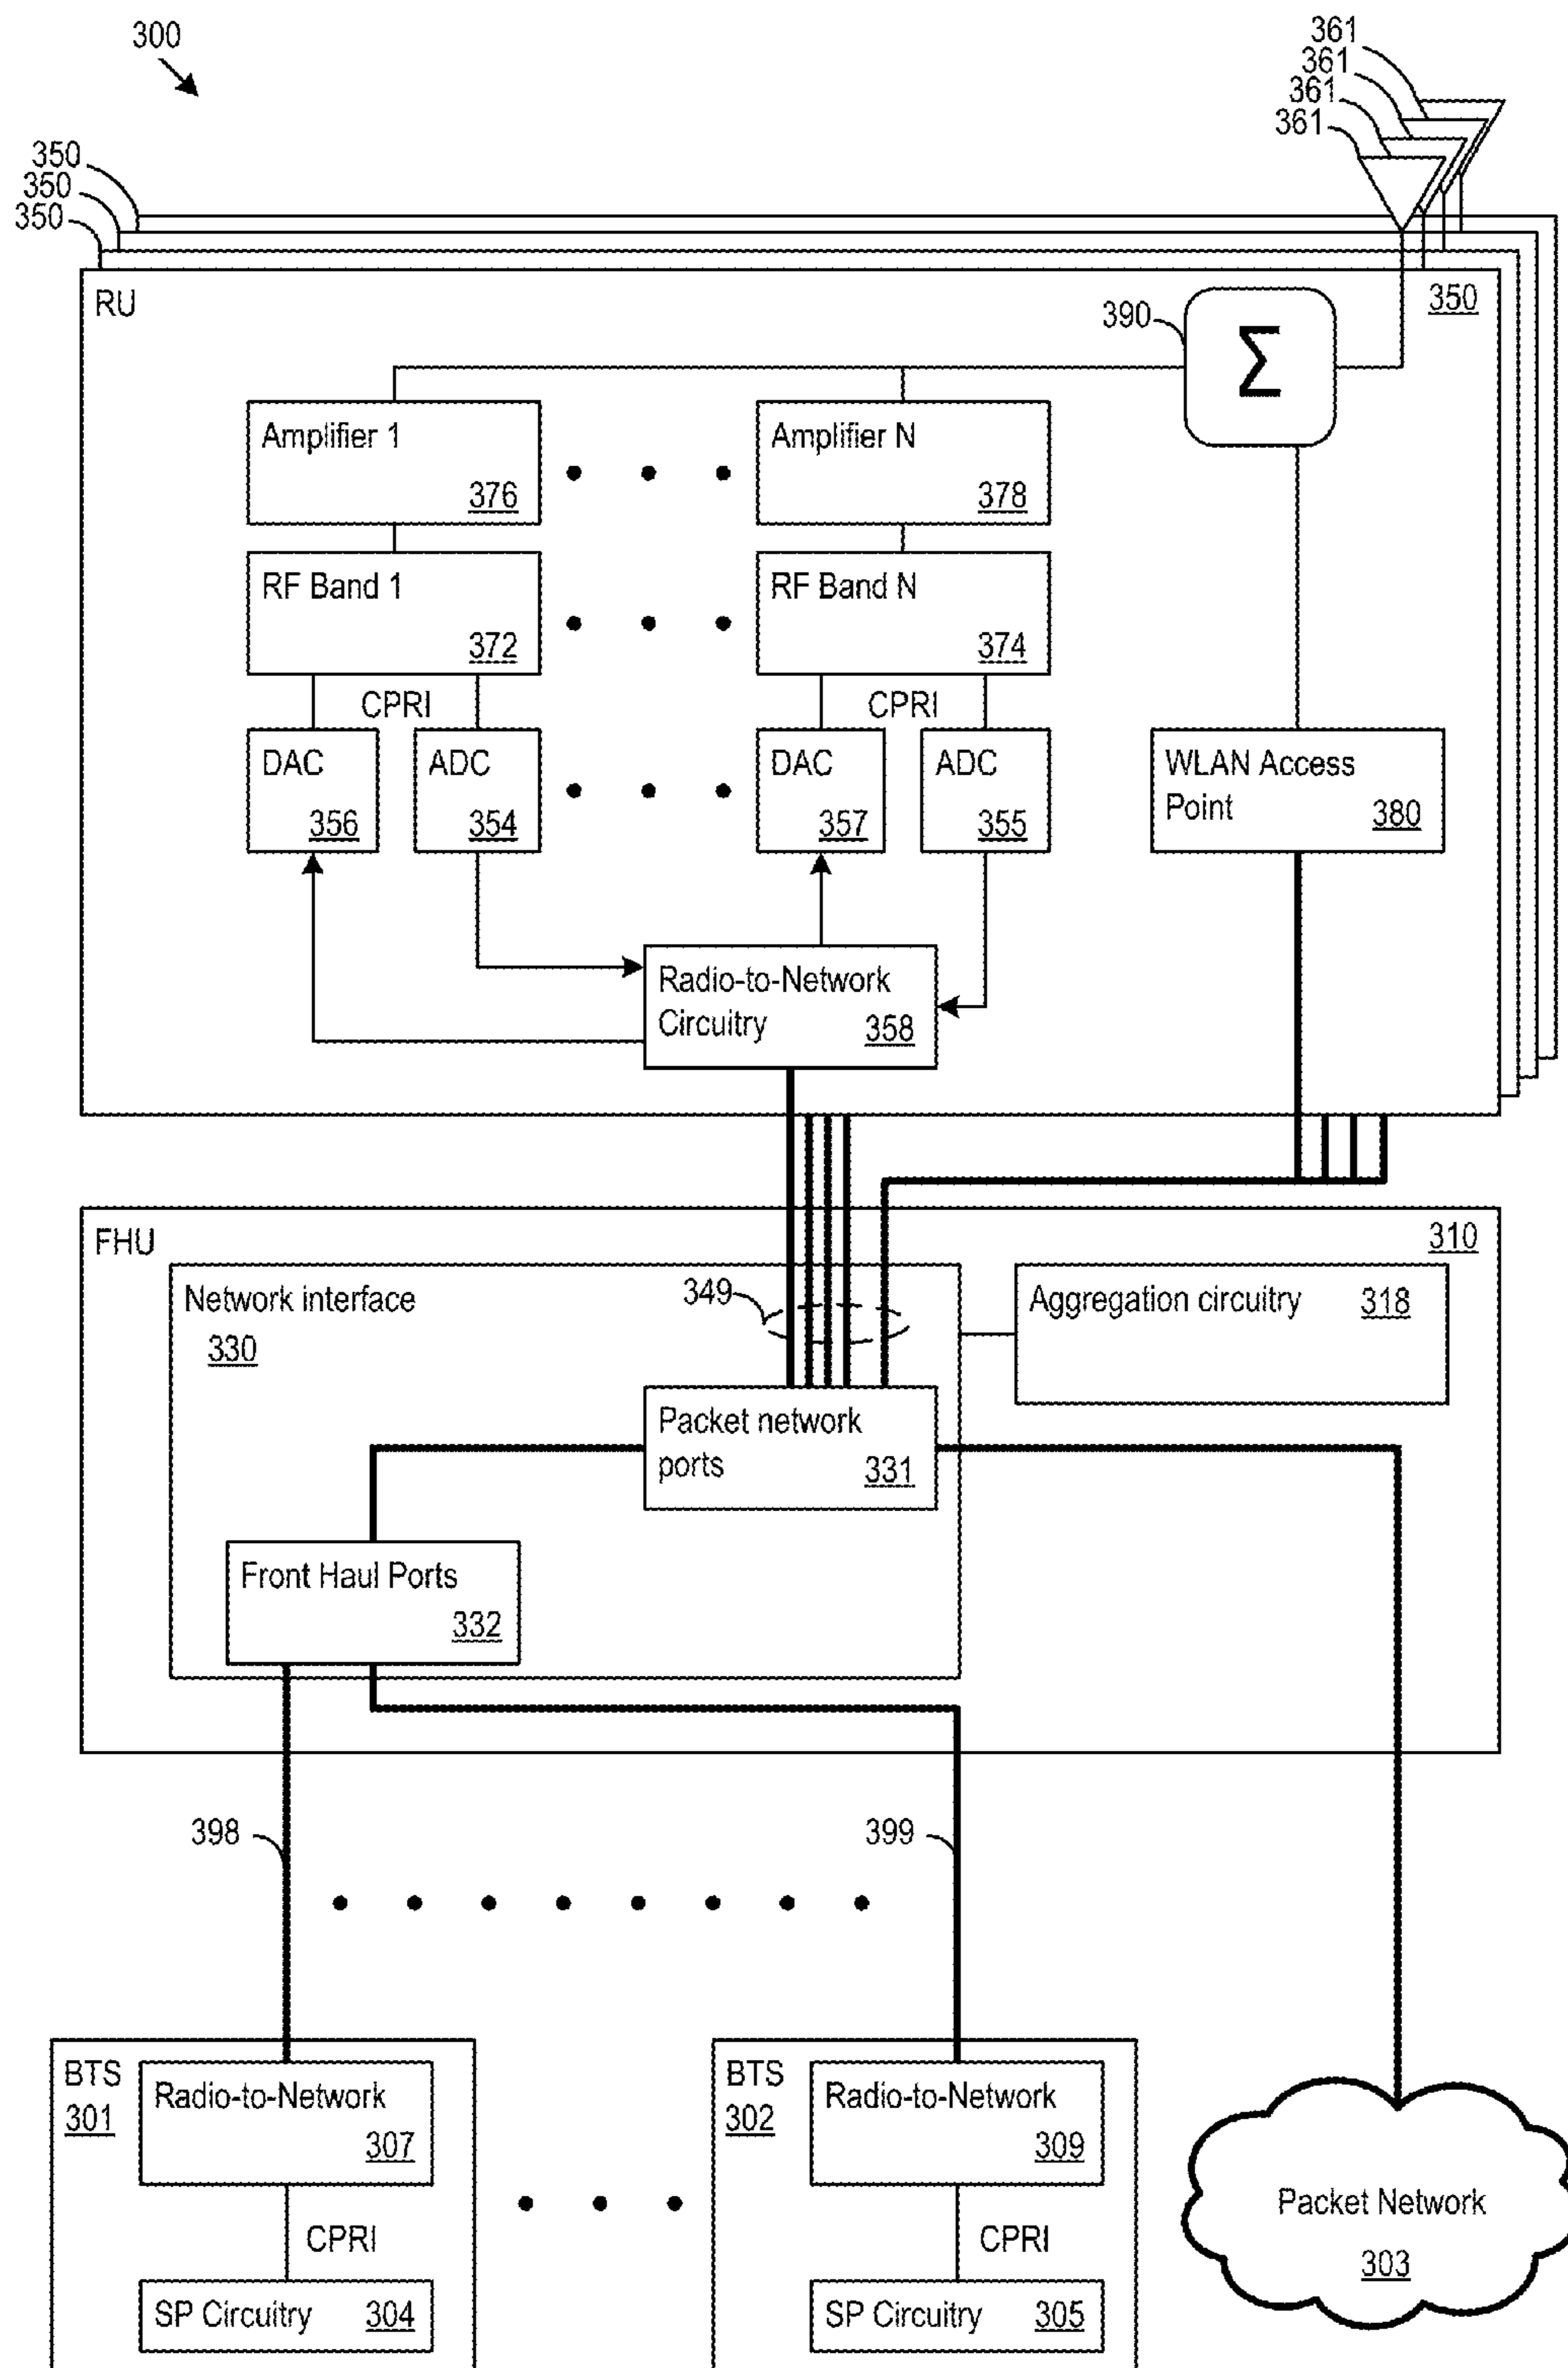 300
361
361
361
361
350
350
350
RU
350
390
Σ
Amplifier 1
376
Amplifier N
378
RF Band 1
372
RF Band N
374
CPRI
CPRI
DAC
356
ADC
354
DAC
357
ADC
355
WLAN Access
Point
380
Radio-to-Network
Circuitry
358
FHU
310
Network interface
330
349
Aggregation circuitry
318
Packet network
ports
331
Front Haul Ports
332
398
399
BTS
301
Radio-to-Network
307
CPRI
SP Circuitry
304
BTS
302
Radio-to-Network
309
CPRI
SP Circuitry
305
Packet Network
303